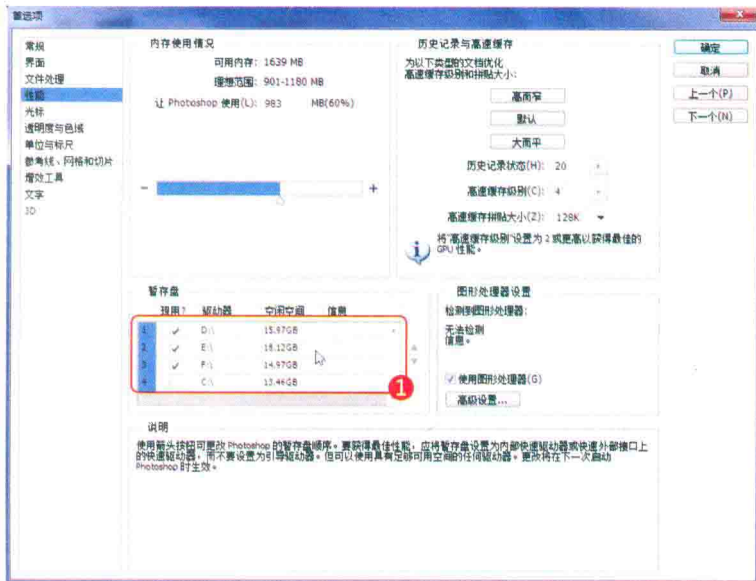 首选项
常规
界面
文件处理
性能
光标
透明度与色域
单位与标尺
参考线、网格和切片
增效工具
文字
3D
内存使用情况
可用内存: 1639 MB
理想范围: 901-1180 MB
让 Photoshop 使用(L): 983 MB(60%)
- +
历史记录与高速缓存
为以下类型的文档优化
高速缓存级别和拼贴大小:
高而窄
默认
大而平
历史记录状态(H): 20
高速缓存级别(C): 4
高速缓存拼贴大小(Z): 128K
将“高速缓存级别”设置为 2 或更高以获得最佳的
GPU 性能。
确定
取消
上一个(P)
下一个(N)
暂存盘
现用? 驱动器 空闲空间 信息
1 ✓ D:\ 15.97GB
2 ✓ E:\ 18.12GB
3 ✓ F:\ 14.97GB
4 C:\ 13.46GB
1
图形处理器设置
检测到图形处理器:
无法检测
信息。
使用图形处理器(G)
高级设置...
说明
使用箭头按钮可更改 Photoshop 的暂存盘顺序。要获得最佳性能，应将暂存盘设置为内部快速驱动器或快速外部接口上
的快速驱动器，而不要设置为引导驱动器。但可以使用具有足够可用空间的任何驱动器。更改将在下一次启动
Photoshop 时生效。